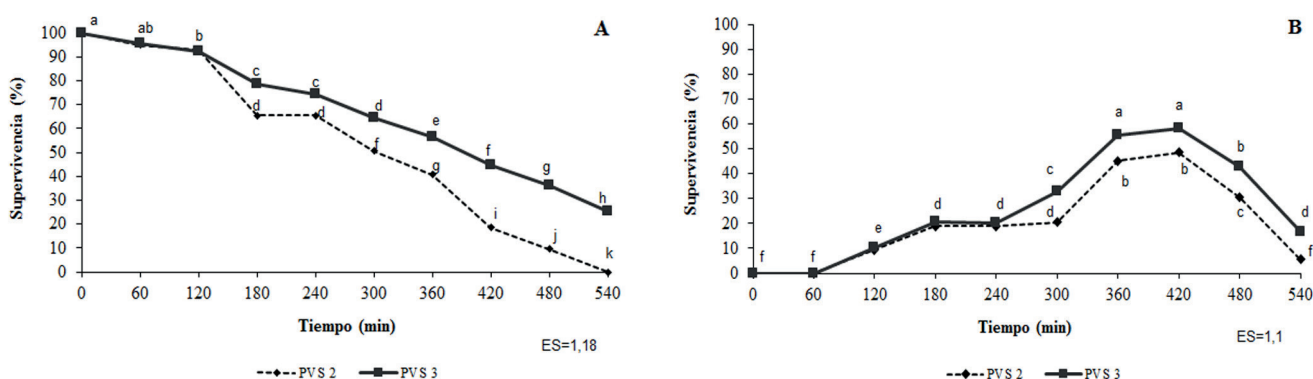 A
Supervivencia (%)
100
90
80
70
60
50
40
30
20
10
0
a
ab
b
c
c
d
e
f
g
h
d
d
f
g
i
j
k
0 60 120 180 240 300 360 420 480 540
Tiempo (min)
ES=1,18
PVS 2 PVS 3
B
Supervivencia (%)
100
90
80
70
60
50
40
30
20
10
0
f
f
e
d
d
c
a
a
b
d
d
b
b
c
f
0 60 120 180 240 300 360 420 480 540
Tiempo (min)
ES=1,1
PVS 2 PVS 3